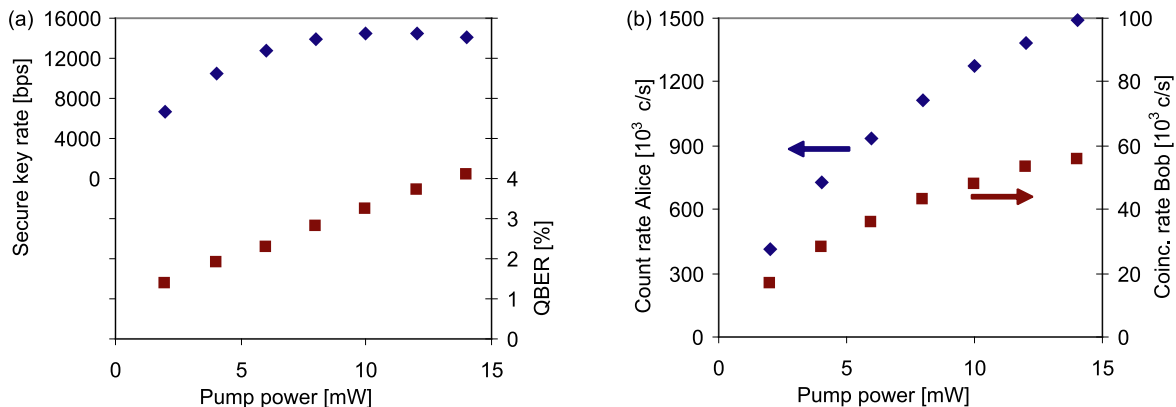 (a)
Secure key rate [bps]
16000
14000
12000
8000
4000
0
4
3
2
1
0
QBER [%]
0 5 10 15
Pump power [mW]
(b)
Count rate Alice [10³ c/s]
1500
1200
900
600
300
0
100
80
60
40
20
0
Coinc. rate Bob [10³ c/s]
0 5 10 15
Pump power [mW]